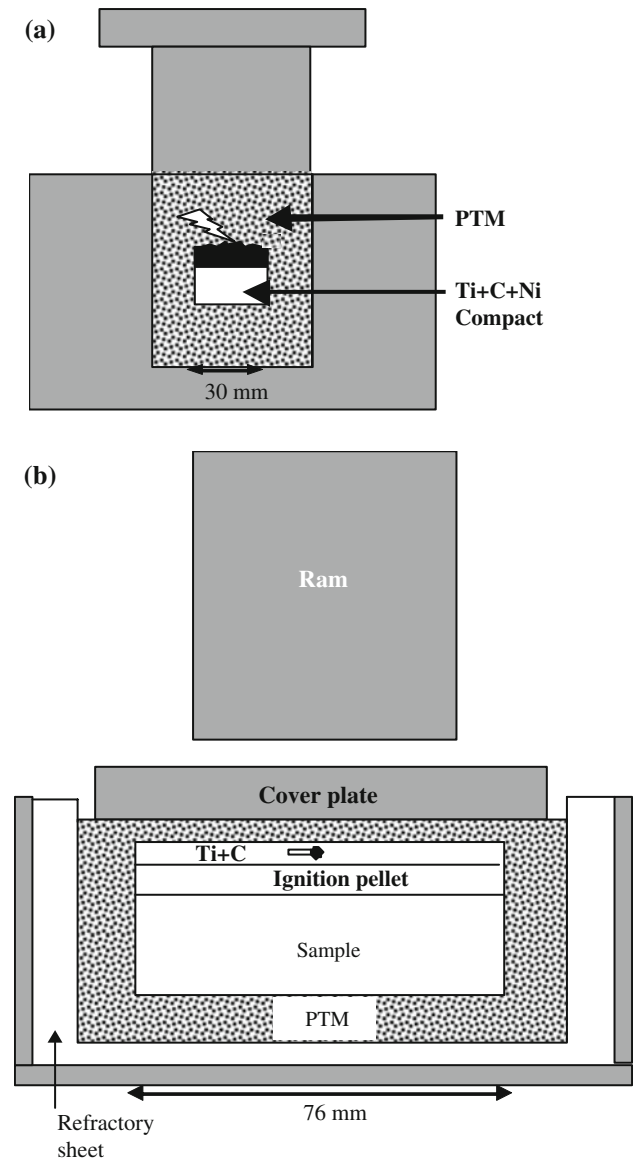 (a)
PTM
Ti+C+Ni
Compact
30 mm
(b)
Ram
Cover plate
Ti+C
Ignition pellet
Sample
PTM
76 mm
Refractory
sheet